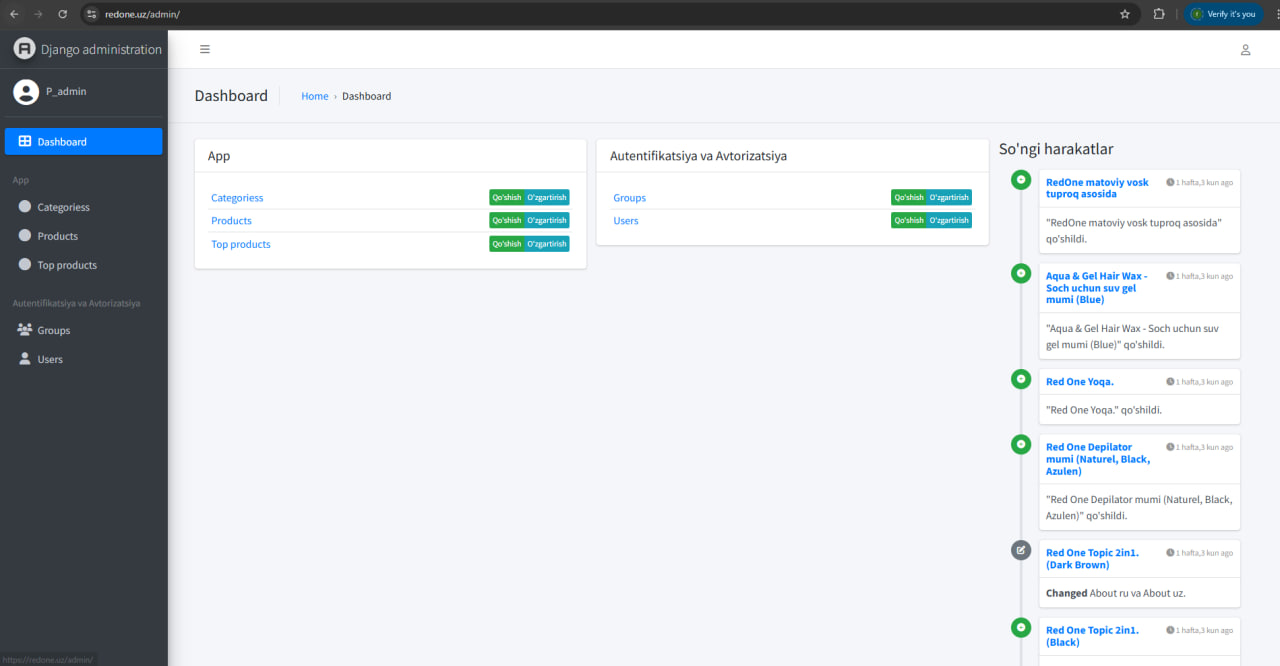 redone.uz/admin/
Verify it's you
Django administration
P_admin
Dashboard
Home › Dashboard
Dashboard
App
Categoriess
Products
Top products
Autentifikatsiya va Avtorizatsiya
Groups
Users
App
Categoriess Qo'shish O'zgartirish
Products Qo'shish O'zgartirish
Top products Qo'shish O'zgartirish
Autentifikatsiya va Avtorizatsiya
Groups Qo'shish O'zgartirish
Users Qo'shish O'zgartirish
So'ngi harakatlar
RedOne matoviy vosk 1 hafta,3 kun ago
tuproq asosida
"RedOne matoviy vosk tuproq asosida"
qo'shildi.
Aqua & Gel Hair Wax - 1 hafta,3 kun ago
Soch uchun suv gel
mumi (Blue)
"Aqua & Gel Hair Wax - Soch uchun suv
gel mumi (Blue)" qo'shildi.
Red One Yoqa. 1 hafta,3 kun ago
"Red One Yoqa." qo'shildi.
Red One Depilator 1 hafta,3 kun ago
mumi (Naturel, Black,
Azulen)
"Red One Depilator mumi (Naturel, Black,
Azulen)" qo'shildi.
Red One Topic 2in1. 1 hafta,3 kun ago
(Dark Brown)
Changed About ru va About uz.
Red One Topic 2in1. 1 hafta,3 kun ago
(Black)
https://redone.uz/admin/